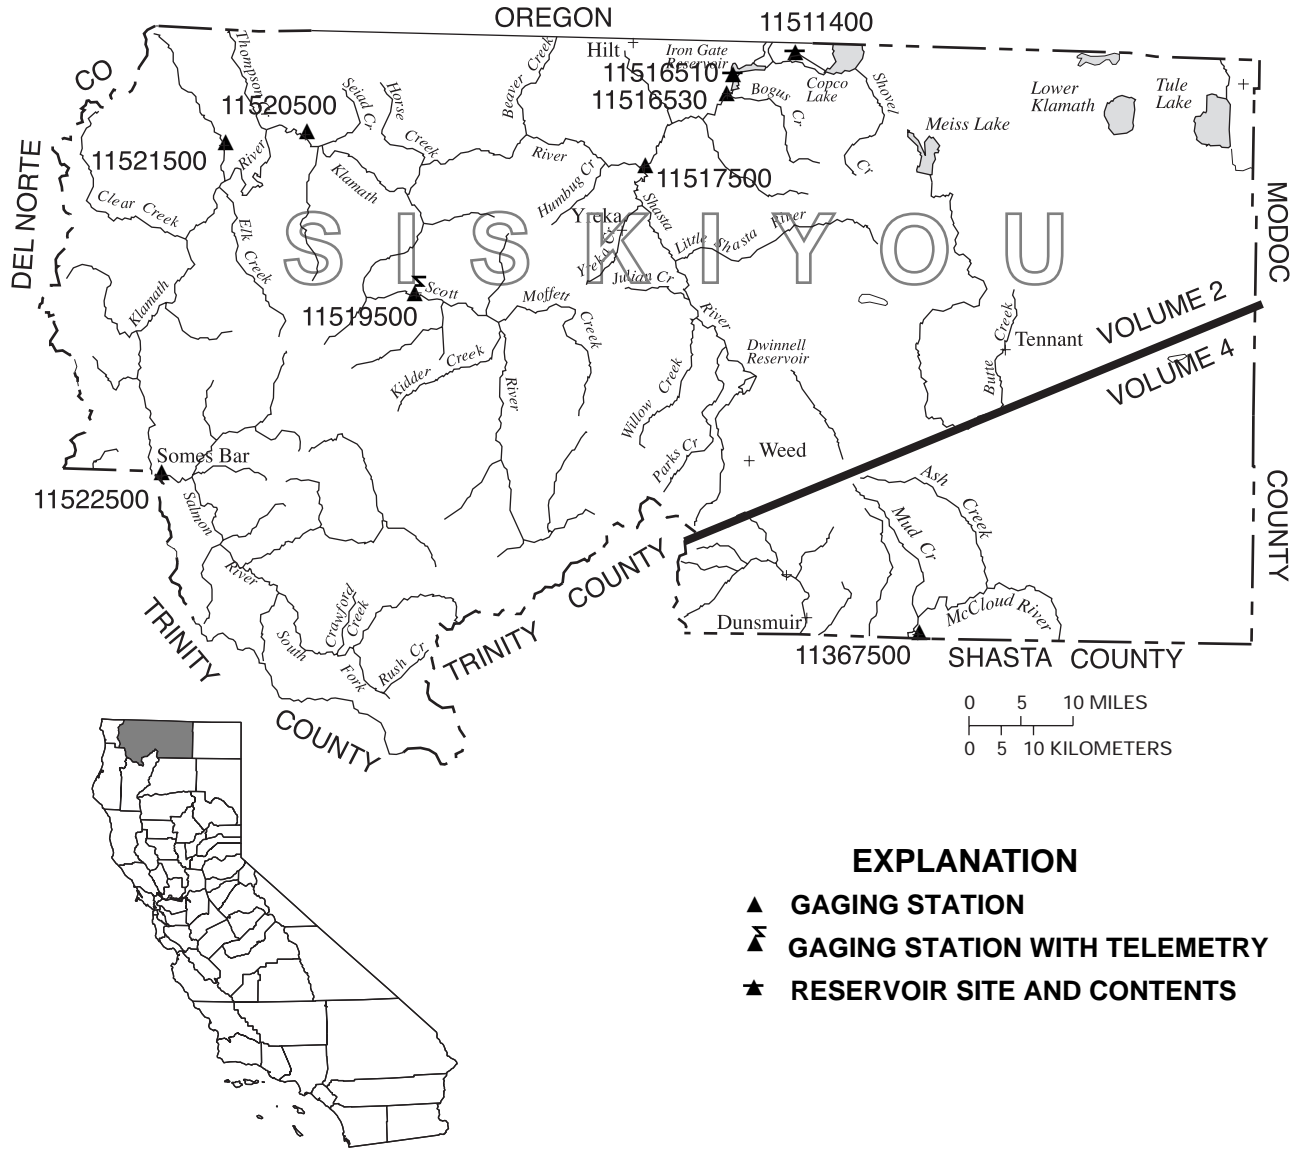 OREGON
11511400
Hilt
Iron Gate
Reservoir
11516510
11516530
Bogus
Cr
Copco
Lake
Shovel
Cr
Lower
Klamath
Tule
Lake
Meiss Lake
DEL NORTE
CO
Thompson
11520500
Seiad Cr
Horse
Creek
Beaver Creek
11521500
River
Klamath
River
Humbug Cr
11517500
Clear Creek
Elk
Creek
SISKIYOU
Yreka
Yreka Cr
Shasta
Little Shasta River
Julian Cr
River
MODOC
COUNTY
Klamath
11519500
Scott
Moffett
Creek
Kidder Creek
River
Dwinnell
Reservoir
Willow Creek
Parks Cr
Butte Creek
Tennant
VOLUME 2
VOLUME 4
Weed
Somes Bar
11522500
Salmon
River
Ash
Creek
Mud Cr
McCloud River
Dunsmuir
11367500
SHASTA COUNTY
TRINITY
COUNTY
South
Fork
Crawford
Creek
Rush Cr
TRINITY
COUNTY
0 5 10 MILES
0 5 10 KILOMETERS
EXPLANATION
GAGING STATION
GAGING STATION WITH TELEMETRY
RESERVOIR SITE AND CONTENTS